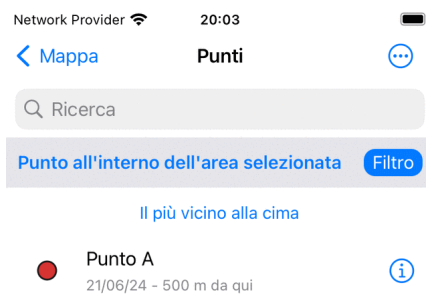 Network Provider 20:03
Mappa Punti
Ricerca
Punto all'interno dell'area selezionata Filtro
Il più vicino alla cima
Punto A
21/06/24 - 500 m da qui